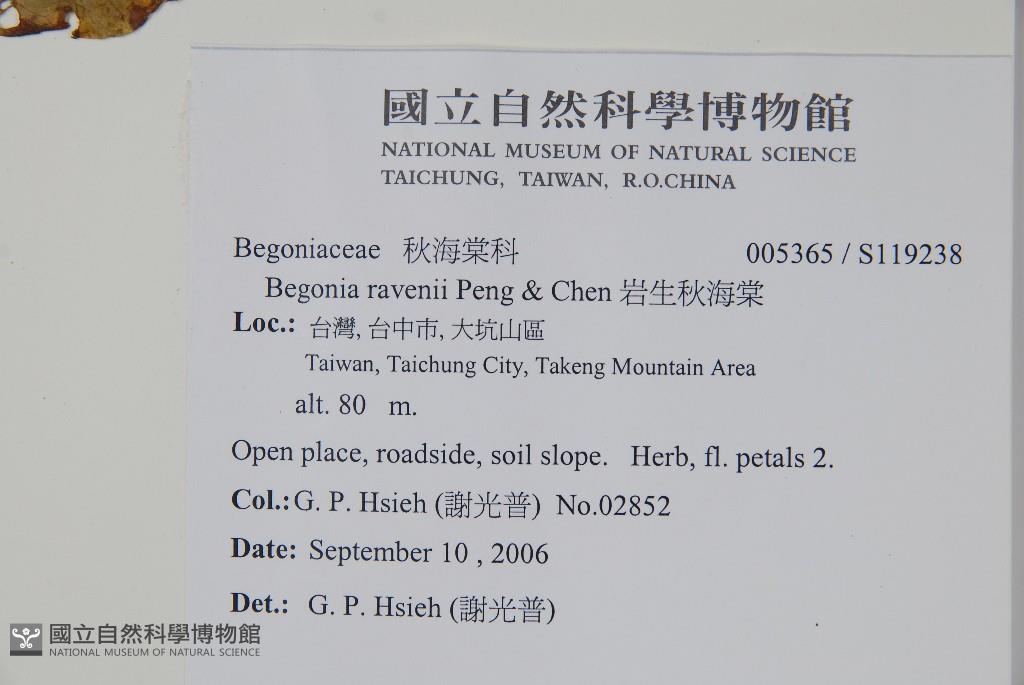 國立自然科學博物館
NATIONAL MUSEUM OF NATURAL SCIENCE
TAICHUNG, TAIWAN, R.O.CHINA
Begoniaceae 秋海棠科 005365 / S119238
Begonia ravenii Peng & Chen 岩生秋海棠
Loc.: 台灣, 台中市, 大坑山區
Taiwan, Taichung City, Takeng Mountain Area
alt. 80 m.
Open place, roadside, soil slope. Herb, fl. petals 2.
Col.: G. P. Hsieh (謝光普) No.02852
Date: September 10 , 2006
Det.: G. P. Hsieh (謝光普)
國立自然科學博物館
NATIONAL MUSEUM OF NATURAL SCIENCE